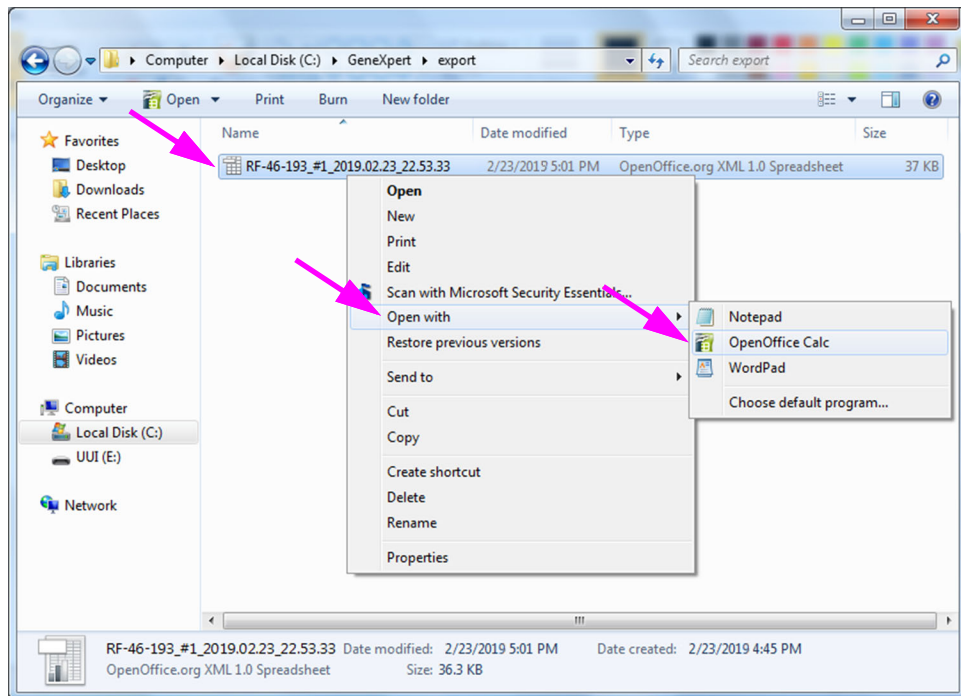 Computer Local Disk (C:) GeneXpert export
Search export
Organize Open Print Burn New folder
Name Date modified Type Size
RF-46-193_#1_2019.02.23_22.53.33 2/23/2019 5:01 PM OpenOffice.org XML 1.0 Spreadsheet 37 KB
Favorites
Desktop
Downloads
Recent Places
Libraries
Documents
Music
Pictures
Videos
Computer
Local Disk (C:)
UUI (E:)
Network
Open
New
Print
Edit
Scan with Microsoft Security Essentials...
Open with
Restore previous versions
Send to
Cut
Copy
Create shortcut
Delete
Rename
Properties
Notepad
OpenOffice Calc
WordPad
Choose default program...
RF-46-193_#1_2019.02.23_22.53.33 Date modified: 2/23/2019 5:01 PM Date created: 2/23/2019 4:45 PM
OpenOffice.org XML 1.0 Spreadsheet Size: 36.3 KB